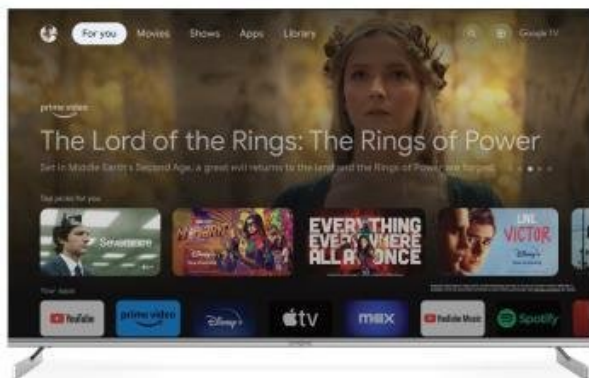 For you Movies Shows Apps Library Google TV
prime video
The Lord of the Rings: The Rings of Power
Set in Middle Earth's Second Age, a great evil returns to the land and the Rings of Power are forged.
Top picks for you
Severance
Disney+
EVERYTHING
EVERYWHERE
ALL ONCE
LOVE,
VICTOR
Disney+
Your apps
YouTube prime video Disney+ tv max YouTube Music Spotify